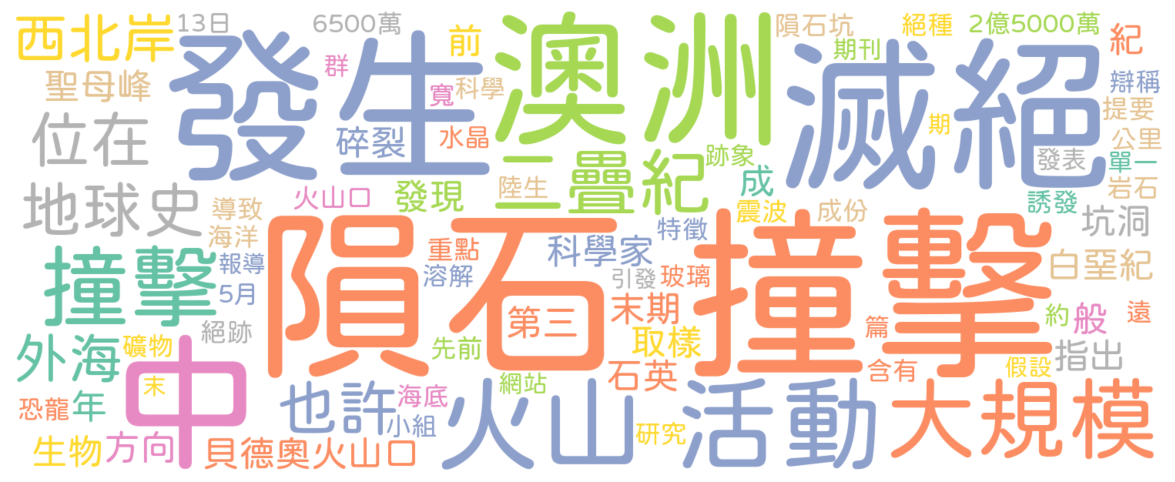 西北岸 13日 6500萬 前 隕石坑 絕種 2億5000萬 紀
發生 澳洲 滅絕 期刊
聖母峰 群 寬 科學 辯稱
位在 碎裂 水晶 期 提要
二疊紀 跡象 公里
發表 單一
地球史 火山口 發現 陸生 成 岩石
導致 特徵 震波 成份 誘發 坑洞
海洋 隕石撞擊 重點 科學家
撞擊 報導 溶解 引發 玻璃 白堊紀
5月 第三 末期 篇 約 般 遠
絕跡
外海 礦物 中 先前 取樣 指出
末 石英 含有 假設
恐龍 年 也許 海底 網站 火山活動 大規模
小組 研究
生物 方向 貝德奧火山口